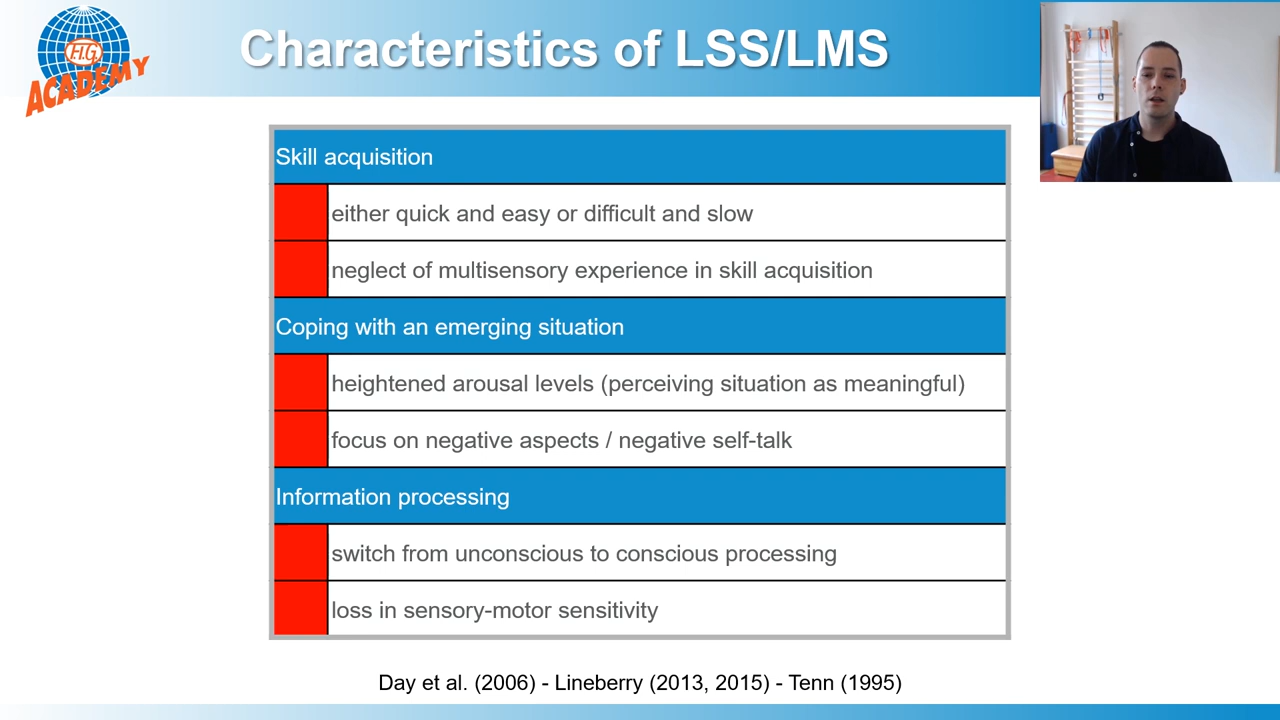 F.I.G.
ACADEMY
Characteristics of LSS/LMS
Skill acquisition
either quick and easy or difficult and slow
neglect of multisensory experience in skill acquisition
Coping with an emerging situation
heightened arousal levels (perceiving situation as meaningful)
focus on negative aspects / negative self-talk
Information processing
switch from unconscious to conscious processing
loss in sensory-motor sensitivity
Day et al. (2006) - Lineberry (2013, 2015) - Tenn (1995)